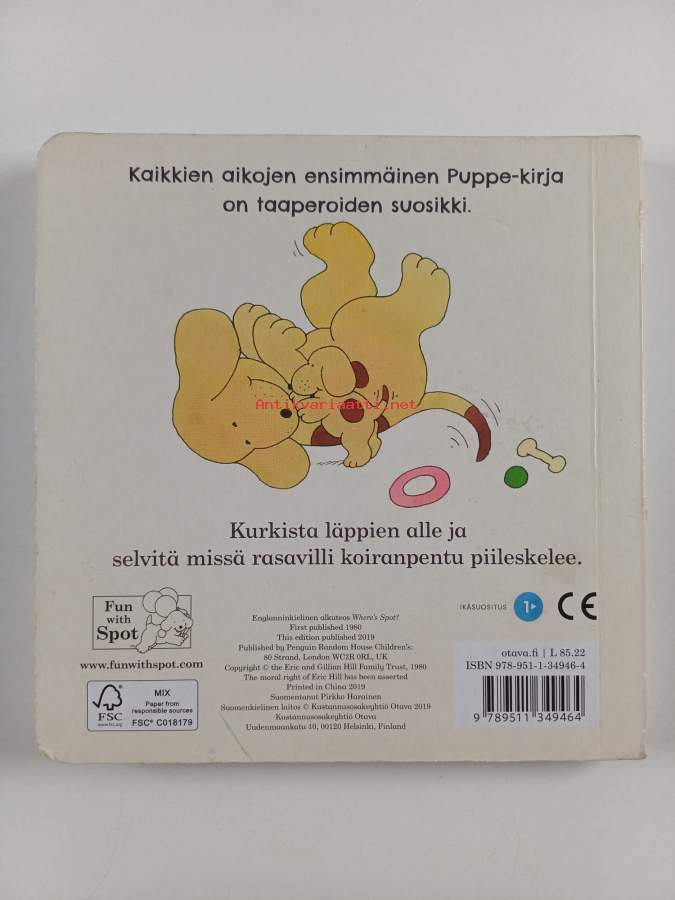 Kaikkien aikojen ensimmäinen Puppe-kirja
on taaperoiden suosikki.
Antikvariaatti.net
Kurkista läppien alle ja
selvitä missä rasavilli koiranpentu piileskelee.
Fun
with
Spot
www.funwithspot.com
FSC
www.fsc.org
MIX
Paper from
responsible sources
FSC® C018179
Englanninkielinen alkuteos Where's Spot?
First published 1980
This edition published 2019
Published by Penguin Random House Children's:
80 Strand, London WC2R 0RL, UK
Copyright © the Eric and Gillian Hill Family Trust, 1980
The moral right of Eric Hill has been asserted
Printed in China 2019
Suomentanut Pirkko Harainen
Suomenkielinen laitos © Kustannusosakeyhtiö Otava 2019
Kustannusosakeyhtiö Otava
Uudenmaankatu 10, 00120 Helsinki, Finland
IKÄSUOSITUS 1▸ CE
otava.fi | L 85.22
ISBN 978-951-1-34946-4
9 789511 349464